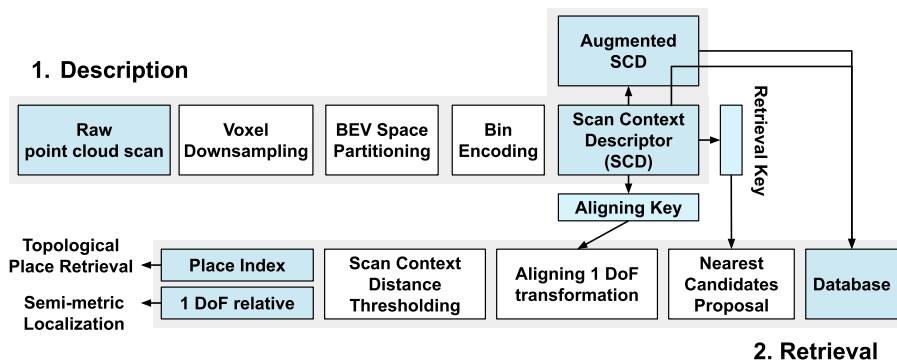 1. Description
Augmented
SCD
Raw
point cloud scan
Voxel
Downsampling
BEV Space
Partitioning
Bin
Encoding
Scan Context
Descriptor
(SCD)
Retrieval Key
Aligning Key
Topological
Place Retrieval
Semi-metric
Localization
Place Index
1 DoF relative
Scan Context
Distance
Thresholding
Aligning 1 DoF
transformation
Nearest
Candidates
Proposal
Database
2. Retrieval